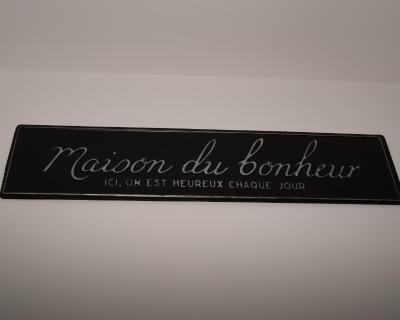 Maison du bonheur
ICI, ON EST HEUREUX CHAQUE JOUR